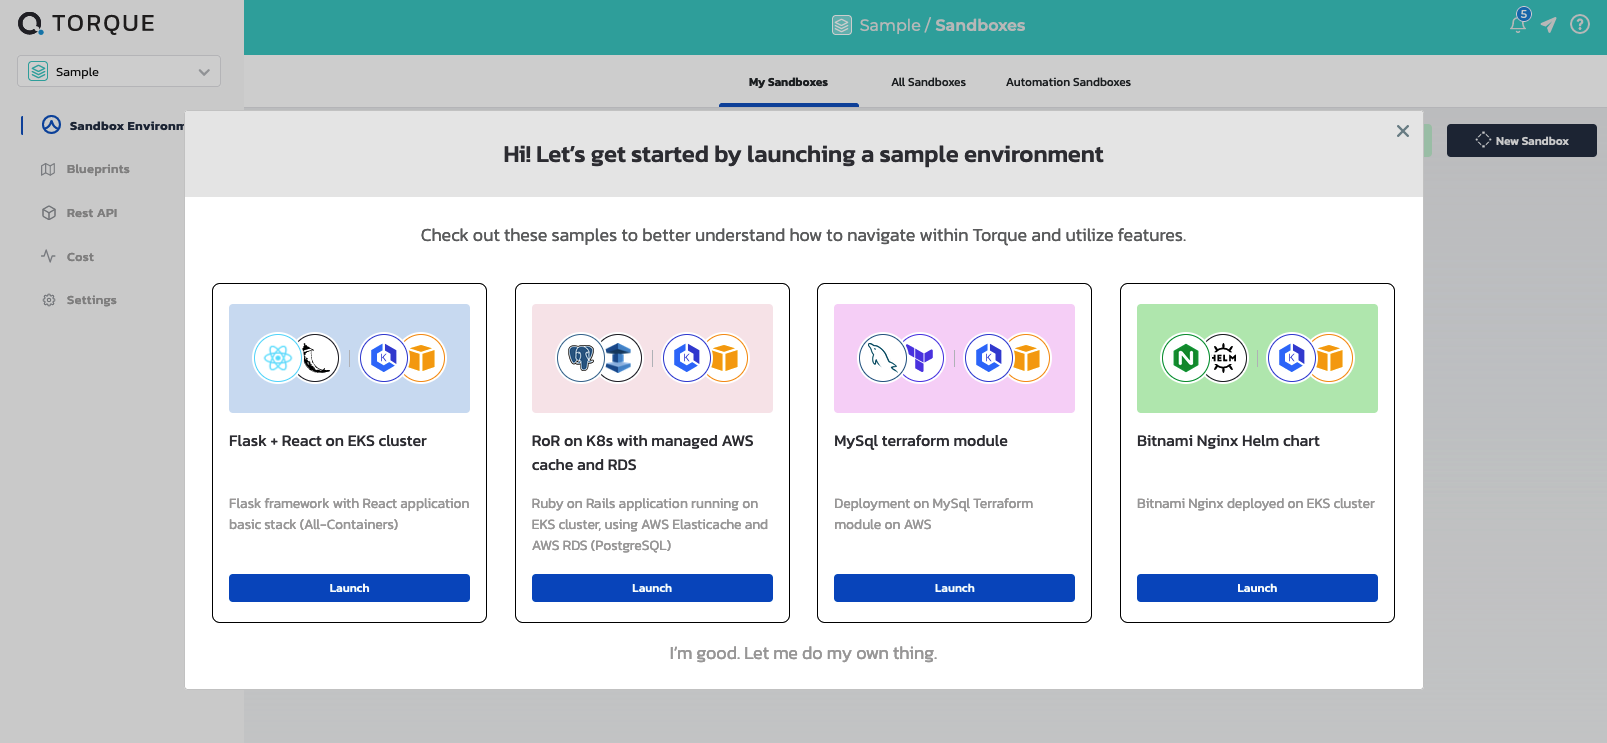 TORQUE
Sample / Sandboxes
5
Sample
My Sandboxes
All Sandboxes
Automation Sandboxes
Sandbox Environm
Blueprints
Rest API
Cost
Settings
New Sandbox
Hi! Let's get started by launching a sample environment
Check out these samples to better understand how to navigate within Torque and utilize features.
K
Flask + React on EKS cluster
Flask framework with React application
basic stack (All-Containers)
Launch
K
RoR on K8s with managed AWS
cache and RDS
Ruby on Rails application running on
EKS cluster, using AWS Elasticache and
AWS RDS (PostgreSQL)
Launch
K
MySql terraform module
Deployment on MySql Terraform
module on AWS
Launch
N
HELM
K
Bitnami Nginx Helm chart
Bitnami Nginx deployed on EKS cluster
Launch
I'm good. Let me do my own thing.